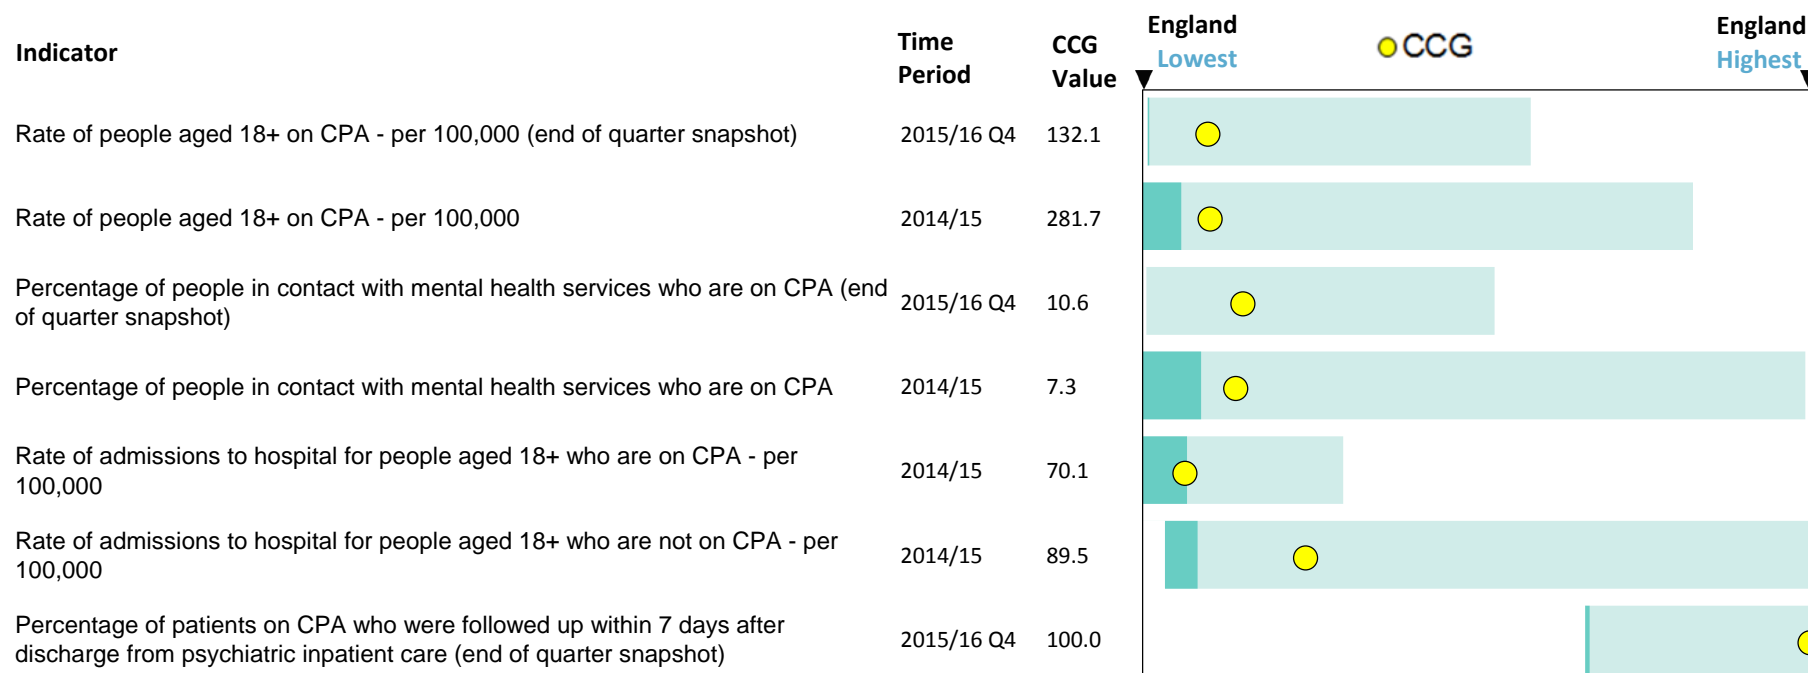 Indicator
Time
Period
CCG
Value
England
Lowest
CCG
England
Highest
Rate of people aged 18+ on CPA - per 100,000 (end of quarter snapshot) 2015/16 Q4 132.1
Rate of people aged 18+ on CPA - per 100,000 2014/15 281.7
Percentage of people in contact with mental health services who are on CPA (end
of quarter snapshot)
2015/16 Q4 10.6
Percentage of people in contact with mental health services who are on CPA 2014/15 7.3
Rate of admissions to hospital for people aged 18+ who are on CPA - per
100,000
2014/15 70.1
Rate of admissions to hospital for people aged 18+ who are not on CPA - per
100,000
2014/15 89.5
Percentage of patients on CPA who were followed up within 7 days after
discharge from psychiatric inpatient care (end of quarter snapshot)
2015/16 Q4 100.0